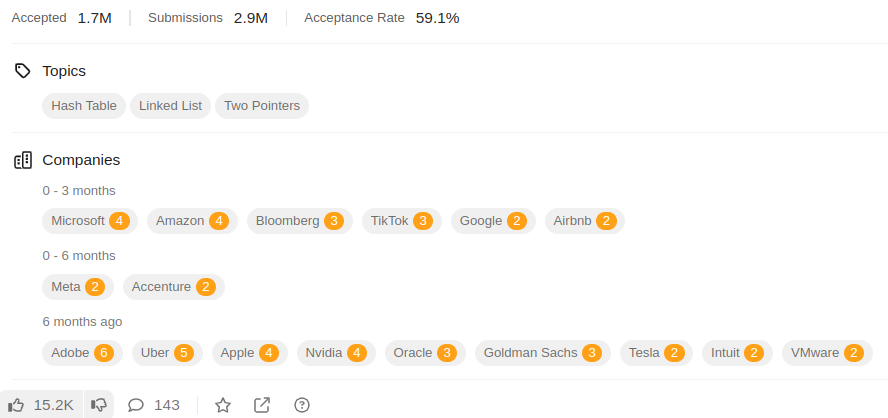 Accepted 1.7M Submissions 2.9M Acceptance Rate 59.1%
Topics
Hash Table Linked List Two Pointers
Companies
0 - 3 months
Microsoft 4 Amazon 4 Bloomberg 3 TikTok 3 Google 2 Airbnb 2
0 - 6 months
Meta 2 Accenture 2
6 months ago
Adobe 6 Uber 5 Apple 4 Nvidia 4 Oracle 3 Goldman Sachs 3 Tesla 2 Intuit 2 VMware 2
15.2K 143